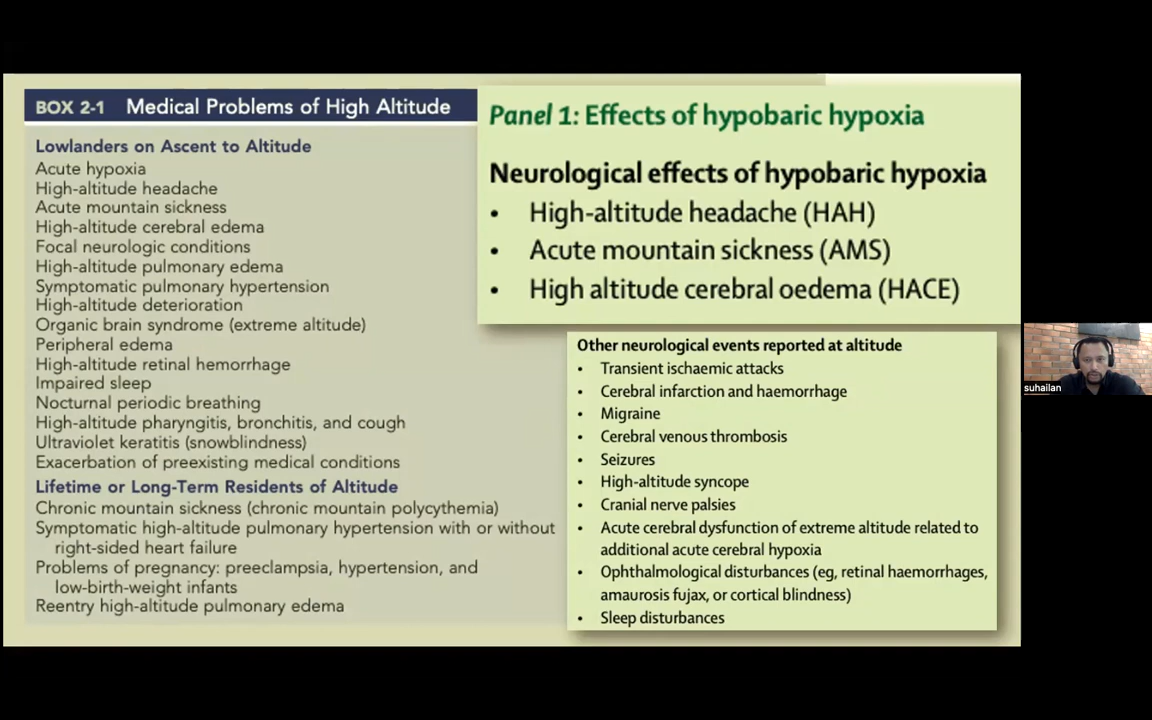 BOX 2-1 Medical Problems of High Altitude
Lowlanders on Ascent to Altitude
Acute hypoxia
High-altitude headache
Acute mountain sickness
High-altitude cerebral edema
Focal neurologic conditions
High-altitude pulmonary edema
Symptomatic pulmonary hypertension
High-altitude deterioration
Organic brain syndrome (extreme altitude)
Peripheral edema
High-altitude retinal hemorrhage
Impaired sleep
Nocturnal periodic breathing
High-altitude pharyngitis, bronchitis, and cough
Ultraviolet keratitis (snowblindness)
Exacerbation of preexisting medical conditions
Lifetime or Long-Term Residents of Altitude
Chronic mountain sickness (chronic mountain polycythemia)
Symptomatic high-altitude pulmonary hypertension with or without
right-sided heart failure
Problems of pregnancy: preeclampsia, hypertension, and
low-birth-weight infants
Reentry high-altitude pulmonary edema
Panel 1: Effects of hypobaric hypoxia
Neurological effects of hypobaric hypoxia
• High-altitude headache (HAH)
• Acute mountain sickness (AMS)
• High altitude cerebral oedema (HACE)
Other neurological events reported at altitude
• Transient ischaemic attacks
• Cerebral infarction and haemorrhage
• Migraine
• Cerebral venous thrombosis
• Seizures
• High-altitude syncope
• Cranial nerve palsies
• Acute cerebral dysfunction of extreme altitude related to
additional acute cerebral hypoxia
• Ophthalmological disturbances (eg, retinal haemorrhages,
amaurosis fujax, or cortical blindness)
• Sleep disturbances
suhailan